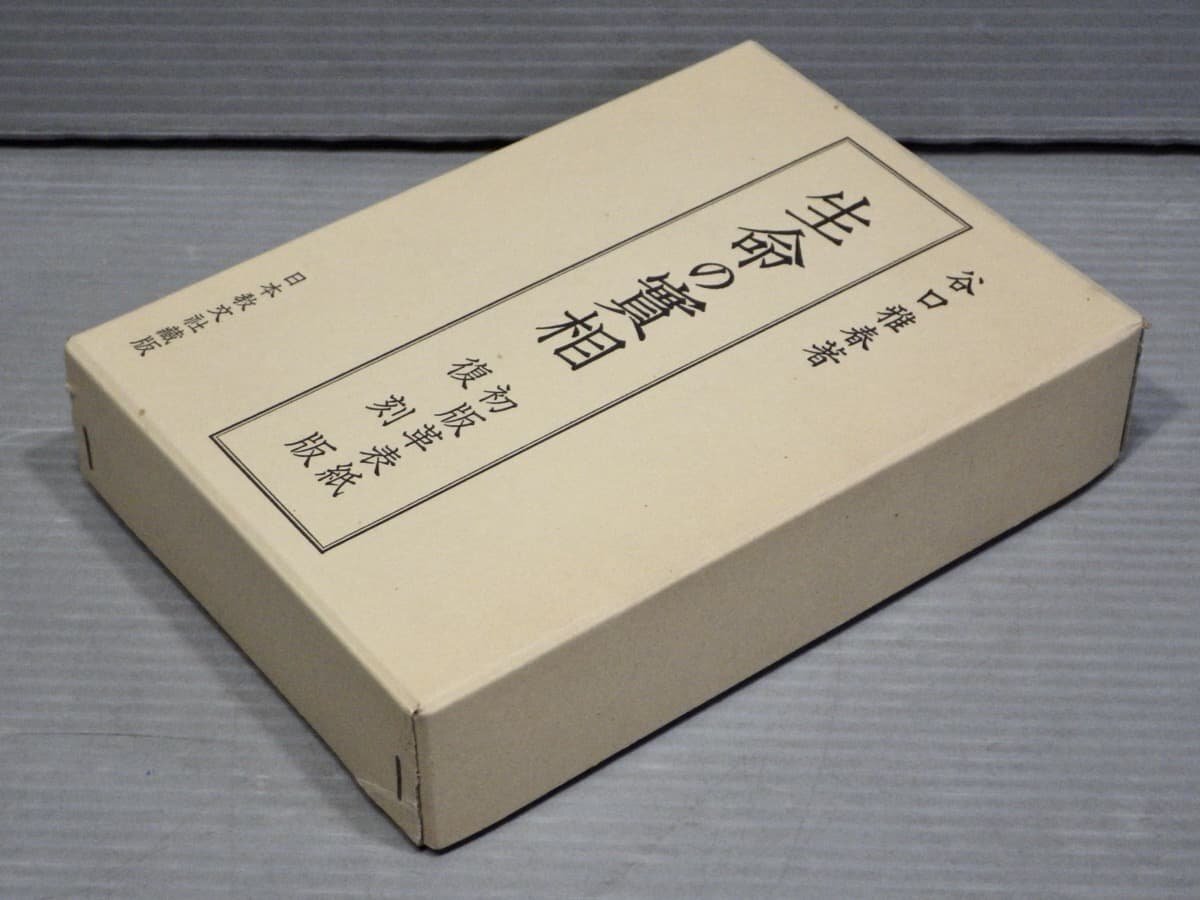 谷口雅春著
生命の實相
初版革表紙
復刻版
日本教文社藏版